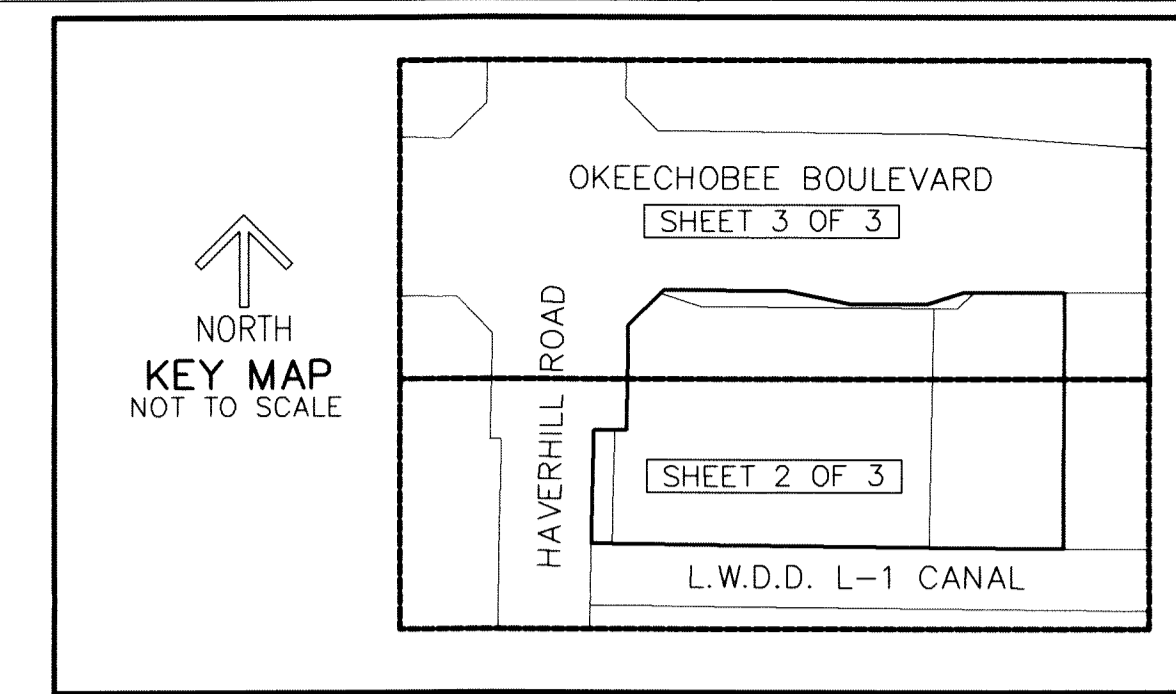 OKEECHOBEE BOULEVARD
SHEET 3 OF 3
NORTH
KEY MAP
NOT TO SCALE
HAVERHILL ROAD
SHEET 2 OF 3
L.W.D.D. L-1 CANAL